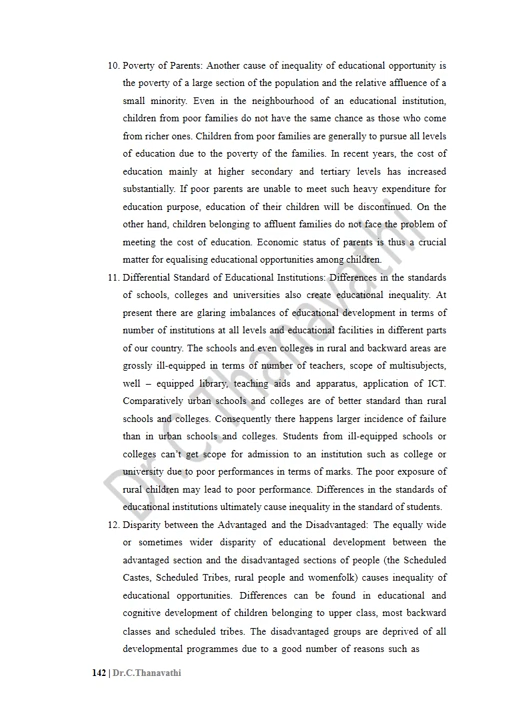 10. Poverty of Parents: Another cause of inequality of educational opportunity is
the poverty of a large section of the population and the relative affluence of a
small minority. Even in the neighbourhood of an educational institution,
children from poor families do not have the same chance as those who come
from richer ones. Children from poor families are generally to pursue all levels
of education due to the poverty of the families. In recent years, the cost of
education mainly at higher secondary and tertiary levels has increased
substantially. If poor parents are unable to meet such heavy expenditure for
education purpose, education of their children will be discontinued. On the
other hand, children belonging to affluent families do not face the problem of
meeting the cost of education. Economic status of parents is thus a crucial
matter for equalising educational opportunities among children.
11. Differential Standard of Educational Institutions: Differences in the standards
of schools, colleges and universities also create educational inequality. At
present there are glaring imbalances of educational development in terms of
number of institutions at all levels and educational facilities in different parts
of our country. The schools and even colleges in rural and backward areas are
grossly ill-equipped in terms of number of teachers, scope of multisubjects,
well – equipped library, teaching aids and apparatus, application of ICT.
Comparatively urban schools and colleges are of better standard than rural
schools and colleges. Consequently there happens larger incidence of failure
than in urban schools and colleges. Students from ill-equipped schools or
colleges can't get scope for admission to an institution such as college or
university due to poor performances in terms of marks. The poor exposure of
rural children may lead to poor performance. Differences in the standards of
educational institutions ultimately cause inequality in the standard of students.
12. Disparity between the Advantaged and the Disadvantaged: The equally wide
or sometimes wider disparity of educational development between the
advantaged section and the disadvantaged sections of people (the Scheduled
Castes, Scheduled Tribes, rural people and womenfolk) causes inequality of
educational opportunities. Differences can be found in educational and
cognitive development of children belonging to upper class, most backward
classes and scheduled tribes. The disadvantaged groups are deprived of all
developmental programmes due to a good number of reasons such as
142 | Dr.C.Thanavathi
Dr.C.Thanavathi